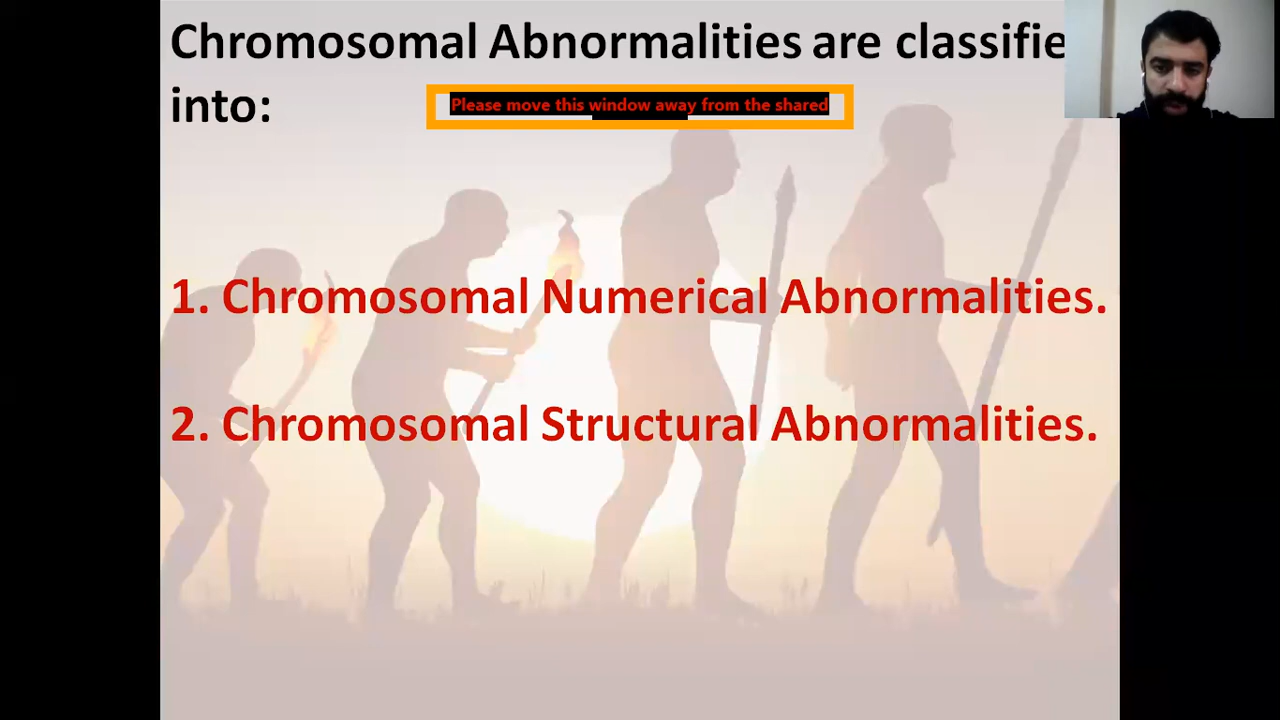 Chromosomal Abnormalities are classifie
into:
Please move this window away from the shared
1. Chromosomal Numerical Abnormalities.
2. Chromosomal Structural Abnormalities.